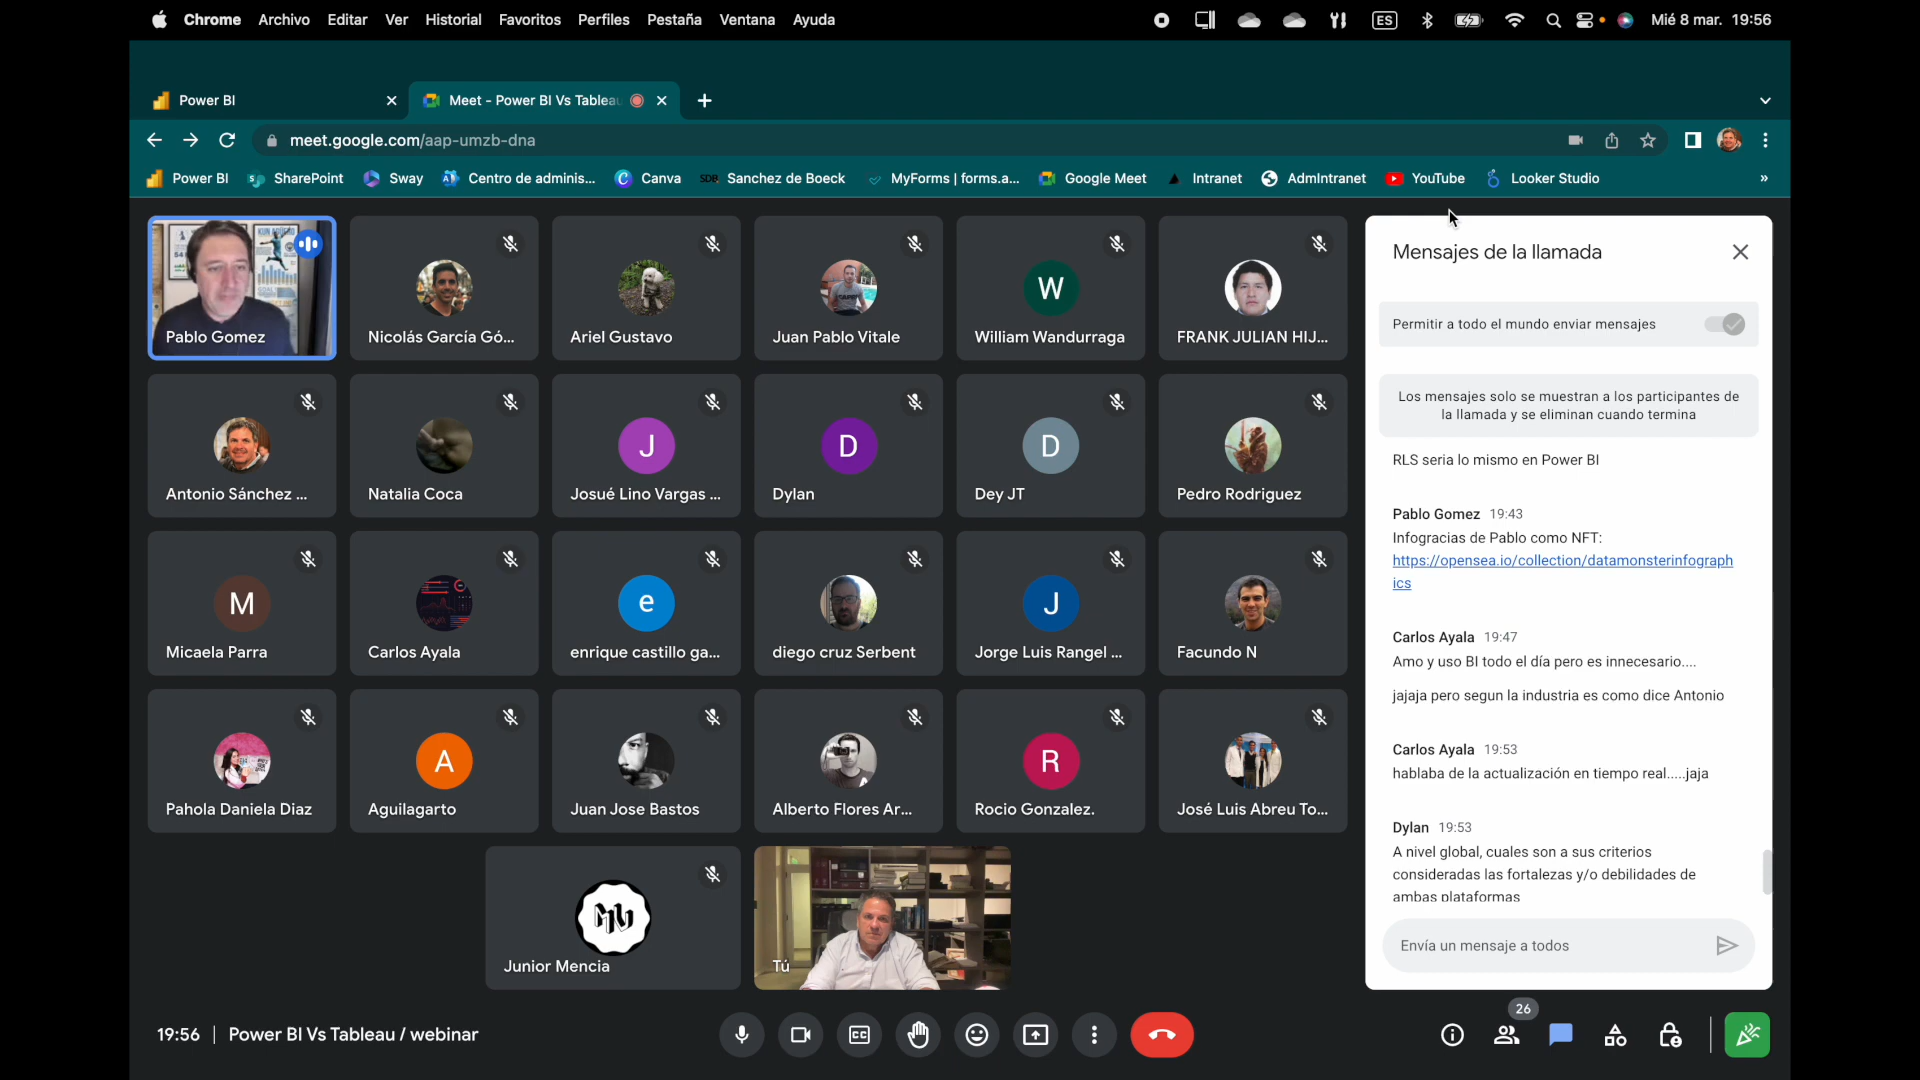 Chrome Archivo Editar Ver Historial Favoritos Perfiles Pestaña Ventana Ayuda
ES
Mié 8 mar. 19:56
Power BI
Meet - Power BI Vs Tableau
meet.google.com/aap-umzb-dna
Power BI SharePoint Sway Centro de adminis... Canva Sanchez de Boeck MyForms | forms.a... Google Meet Intranet AdmIntranet YouTube Looker Studio »
Pablo Gomez
Nicolás García Gó...
Ariel Gustavo
Juan Pablo Vitale
W
William Wandurraga
FRANK JULIAN HIJ...
Antonio Sánchez ...
Natalia Coca
J
Josué Lino Vargas ...
D
Dylan
D
Dey JT
Pedro Rodriguez
M
Micaela Parra
Carlos Ayala
e
enrique castillo ga...
diego cruz Serbent
J
Jorge Luis Rangel ...
Facundo N
Pahola Daniela Diaz
A
Aguilagarto
Juan Jose Bastos
Alberto Flores Ar...
R
Rocio Gonzalez.
José Luis Abreu To...
Junior Mencia
Tú
Mensajes de la llamada
Permitir a todo el mundo enviar mensajes
Los mensajes solo se muestran a los participantes de
la llamada y se eliminan cuando termina
RLS seria lo mismo en Power BI
Pablo Gomez 19:43
Infogracias de Pablo como NFT:
https://opensea.io/collection/datamonsterinfograph
ics
Carlos Ayala 19:47
Amo y uso BI todo el día pero es innecesario....
jajaja pero segun la industria es como dice Antonio
Carlos Ayala 19:53
hablaba de la actualización en tiempo real.....jaja
Dylan 19:53
A nivel global, cuales son a sus criterios
consideradas las fortalezas y/o debilidades de
ambas plataformas
Envía un mensaje a todos
19:56 | Power BI Vs Tableau / webinar
CC
26